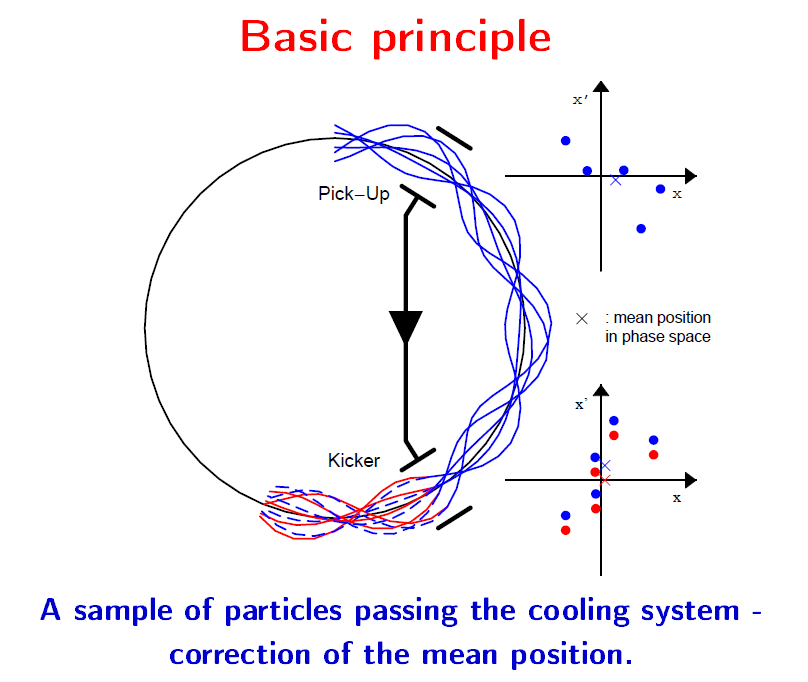 Basic principle
x'
Pick−Up
x
× : mean position
in phase space
x'
Kicker
x
A sample of particles passing the cooling system -
correction of the mean position.